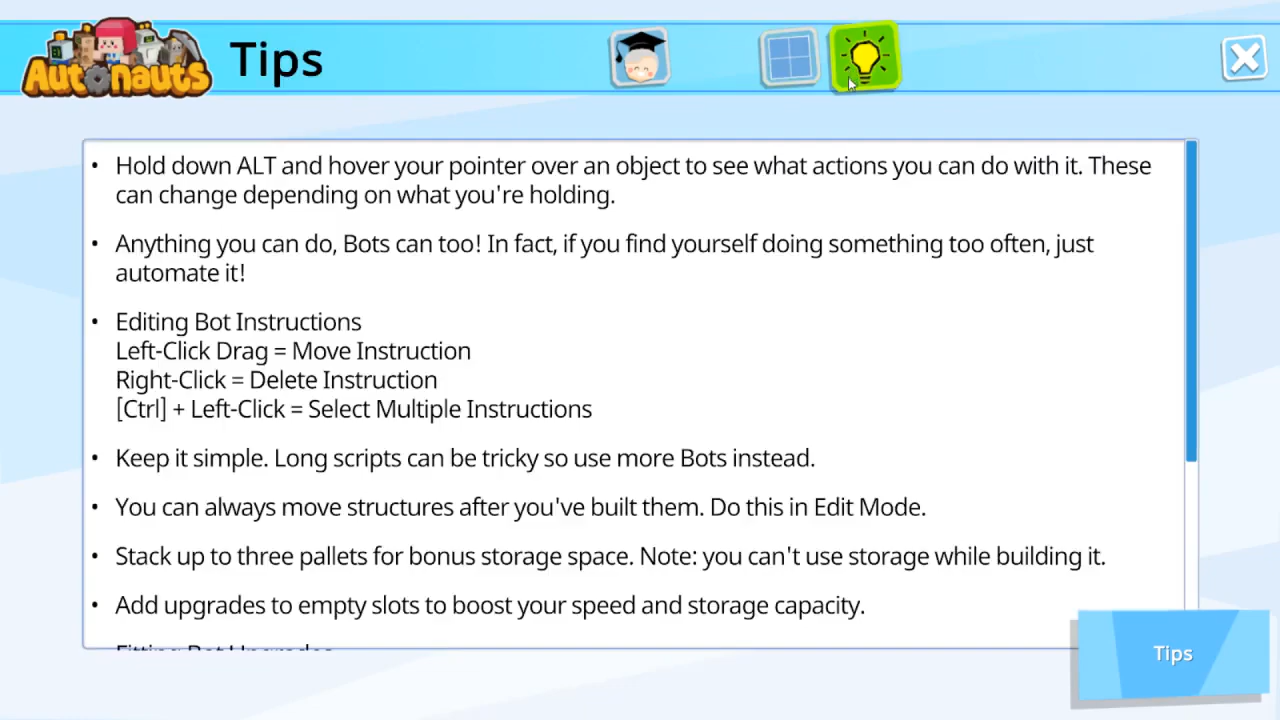 Autonauts
Tips
• Hold down ALT and hover your pointer over an object to see what actions you can do with it. These
can change depending on what you're holding.
• Anything you can do, Bots can too! In fact, if you find yourself doing something too often, just
automate it!
• Editing Bot Instructions
Left-Click Drag = Move Instruction
Right-Click = Delete Instruction
[Ctrl] + Left-Click = Select Multiple Instructions
• Keep it simple. Long scripts can be tricky so use more Bots instead.
• You can always move structures after you've built them. Do this in Edit Mode.
• Stack up to three pallets for bonus storage space. Note: you can't use storage while building it.
• Add upgrades to empty slots to boost your speed and storage capacity.
Fitting Bot Upgrades
Tips